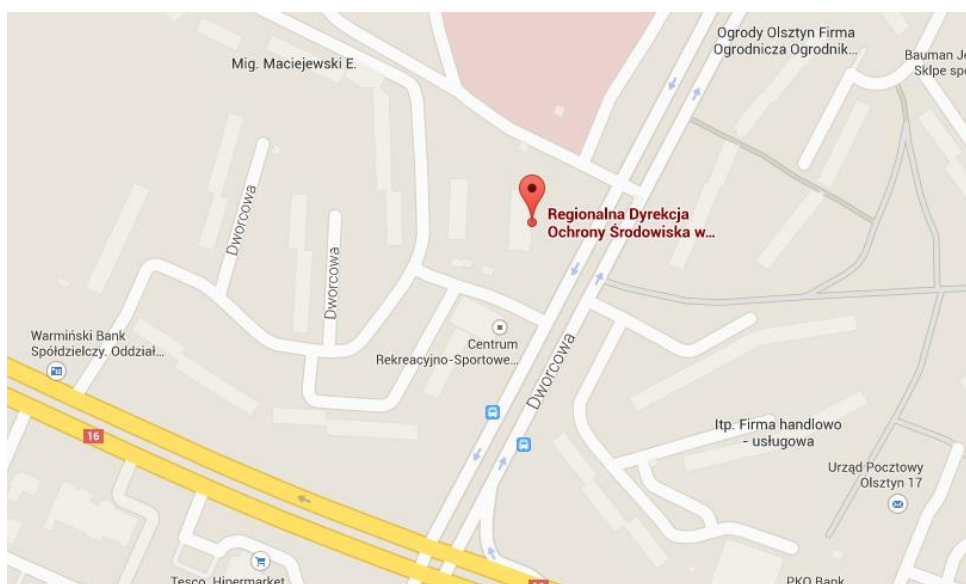 Ogrody Olsztyn Firma
Ogrodnicza Ogrodnik...
Bauman Je
Sklpe spo
Mig. Maciejewski E.
Dworcowa
Regionalna Dyrekcja
Ochrony Środowiska w...
Dworcowa
Warmiński Bank
Spółdzielczy. Oddział...
Centrum
Rekreacyjno-Sportowe...
Dworcowa
16
Itp. Firma handlowo
- usługowa
Urząd Pocztowy
Olsztyn 17
Tesco. Hipermarket
PKO Bank